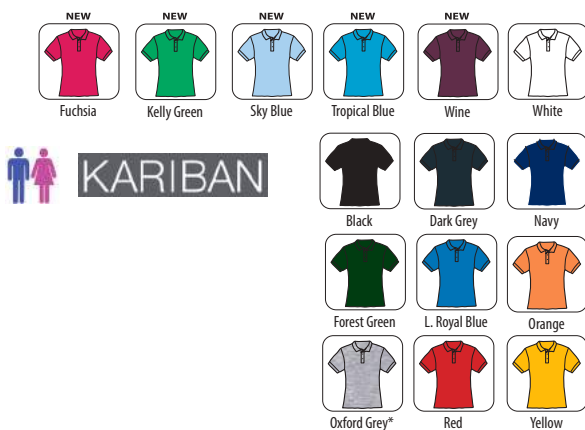 NEW NEW NEW NEW NEW
Fuchsia Kelly Green Sky Blue Tropical Blue Wine White
KARIBAN
Black Dark Grey Navy
Forest Green L. Royal Blue Orange
Oxford Grey* Red Yellow